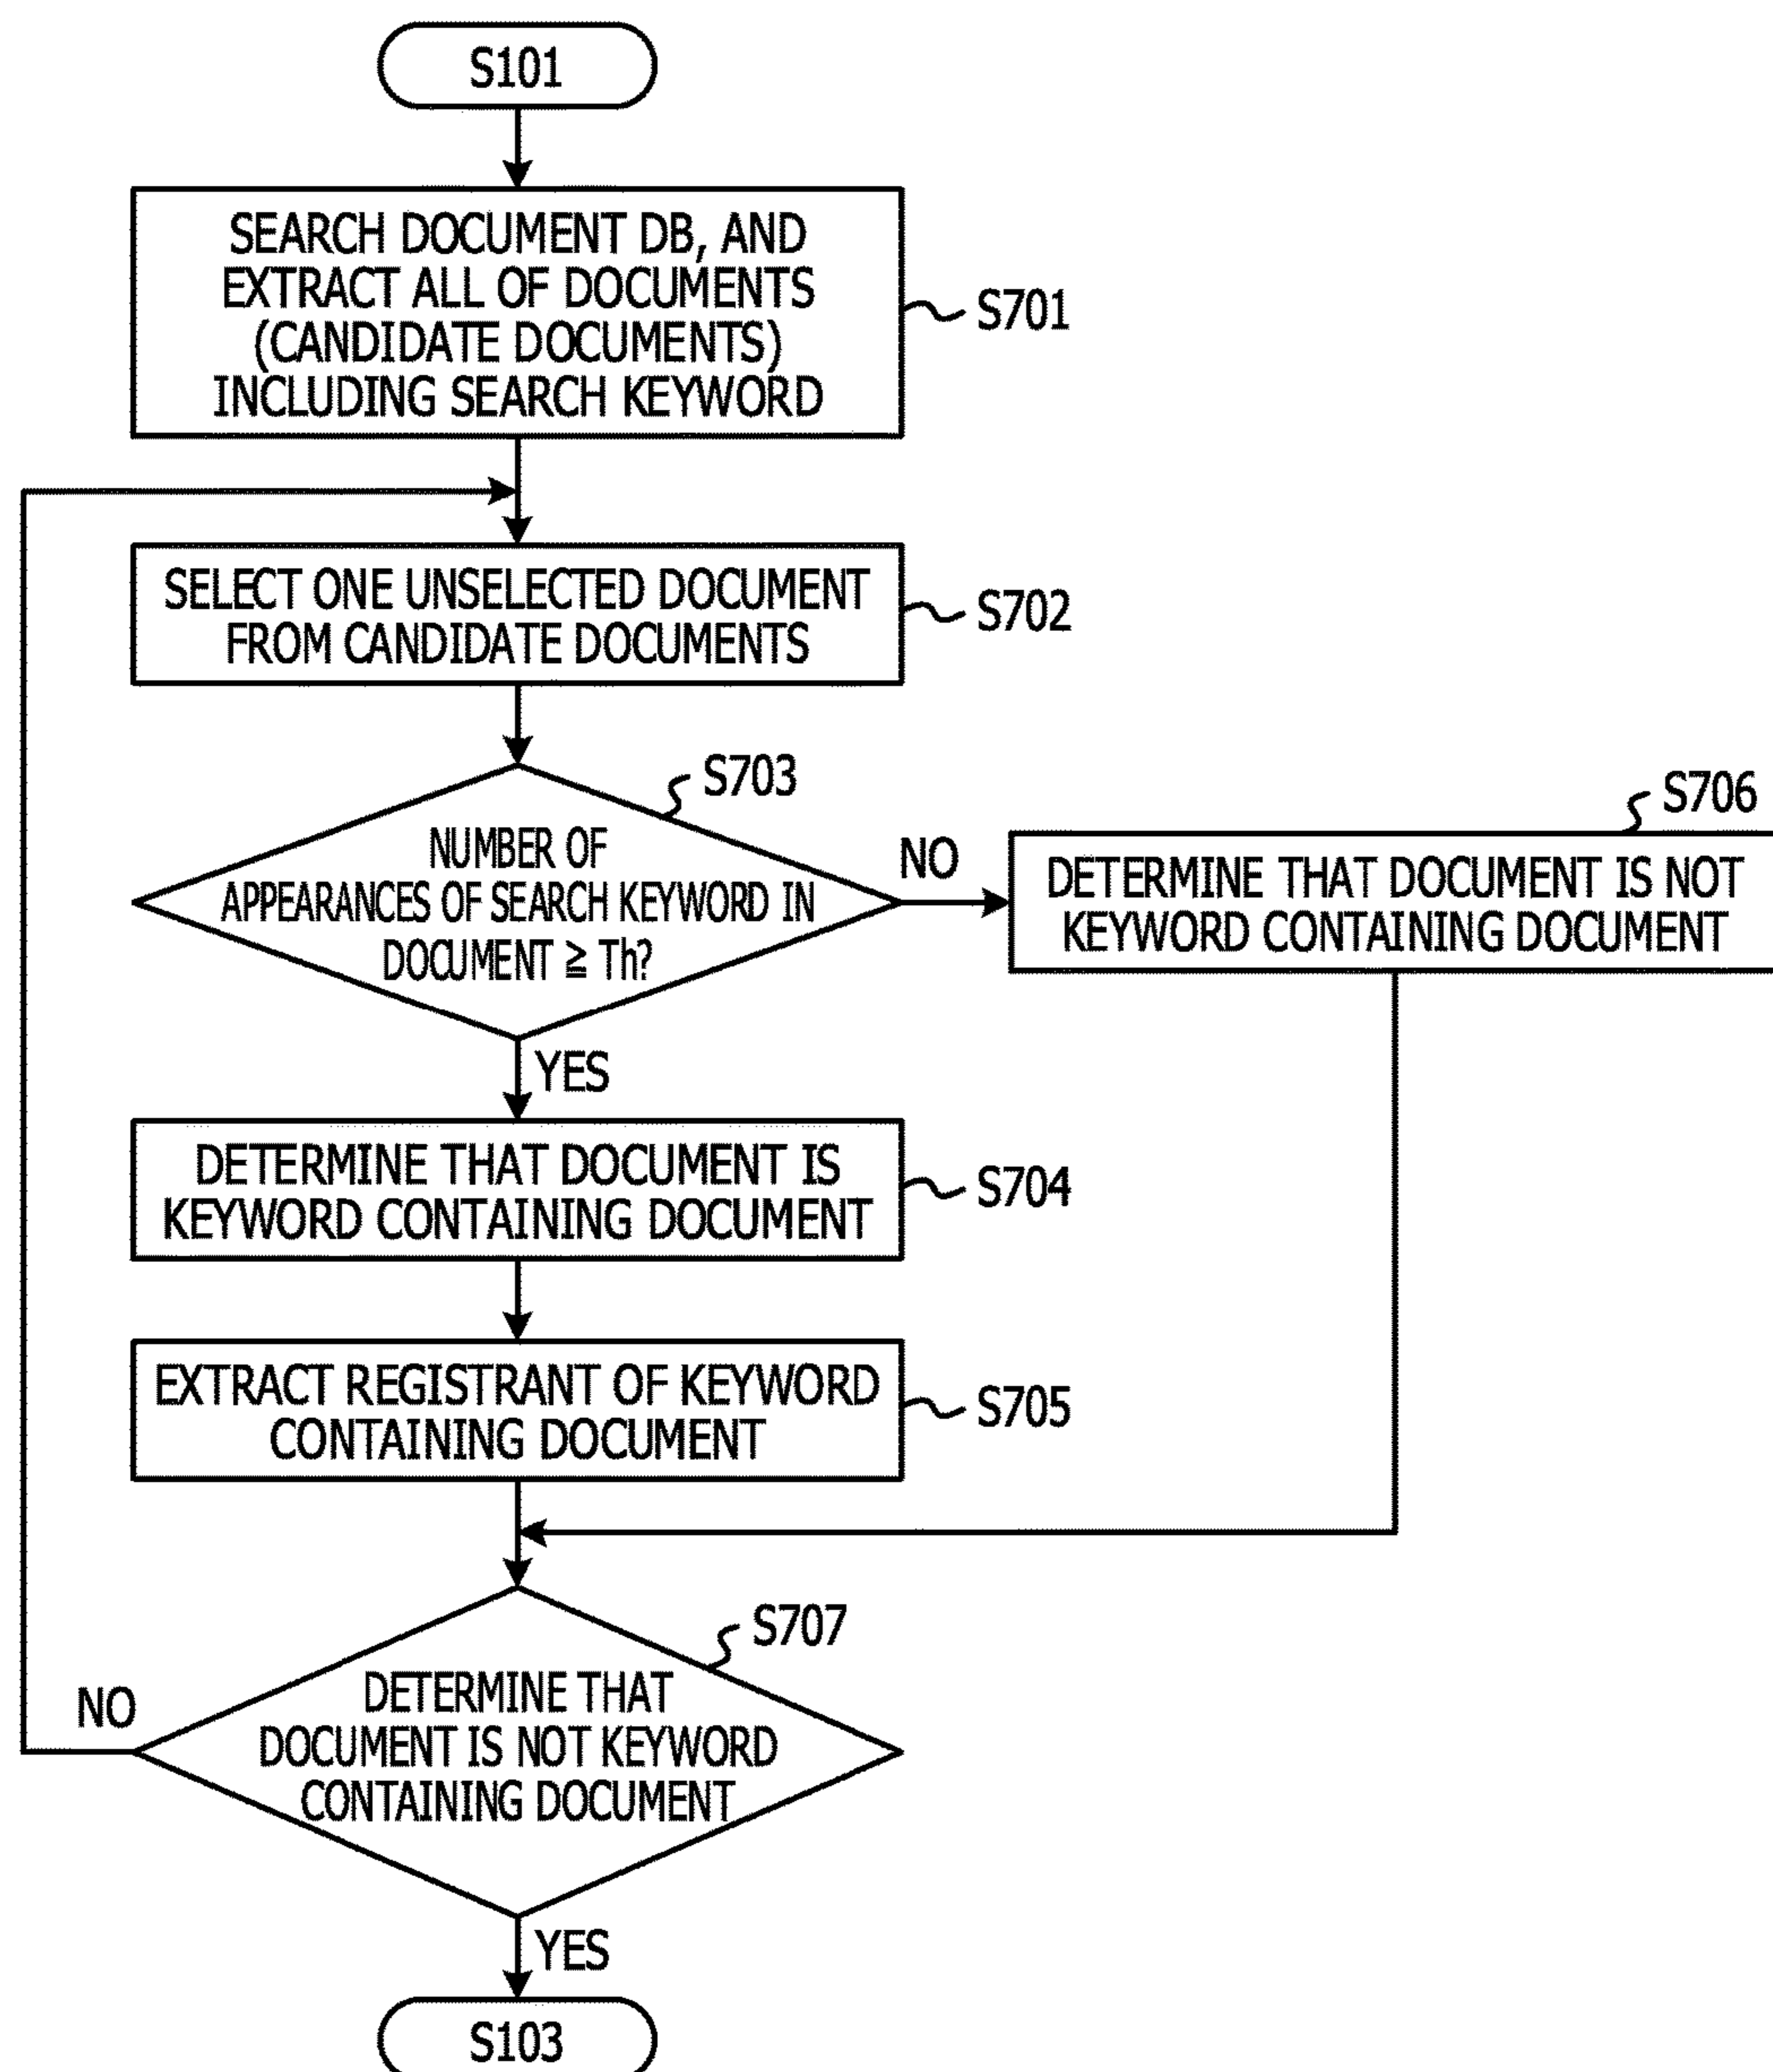 S101
SEARCH DOCUMENT DB, AND
EXTRACT ALL OF DOCUMENTS
(CANDIDATE DOCUMENTS)
INCLUDING SEARCH KEYWORD
S701
SELECT ONE UNSELECTED DOCUMENT
FROM CANDIDATE DOCUMENTS
S702
S703
NUMBER OF
APPEARANCES OF SEARCH KEYWORD IN
DOCUMENT ≧ Th?
NO
S706
DETERMINE THAT DOCUMENT IS NOT
KEYWORD CONTAINING DOCUMENT
YES
DETERMINE THAT DOCUMENT IS
KEYWORD CONTAINING DOCUMENT
S704
EXTRACT REGISTRANT OF KEYWORD
CONTAINING DOCUMENT
S705
S707
DETERMINE THAT
DOCUMENT IS NOT KEYWORD
CONTAINING DOCUMENT
NO
YES
S103